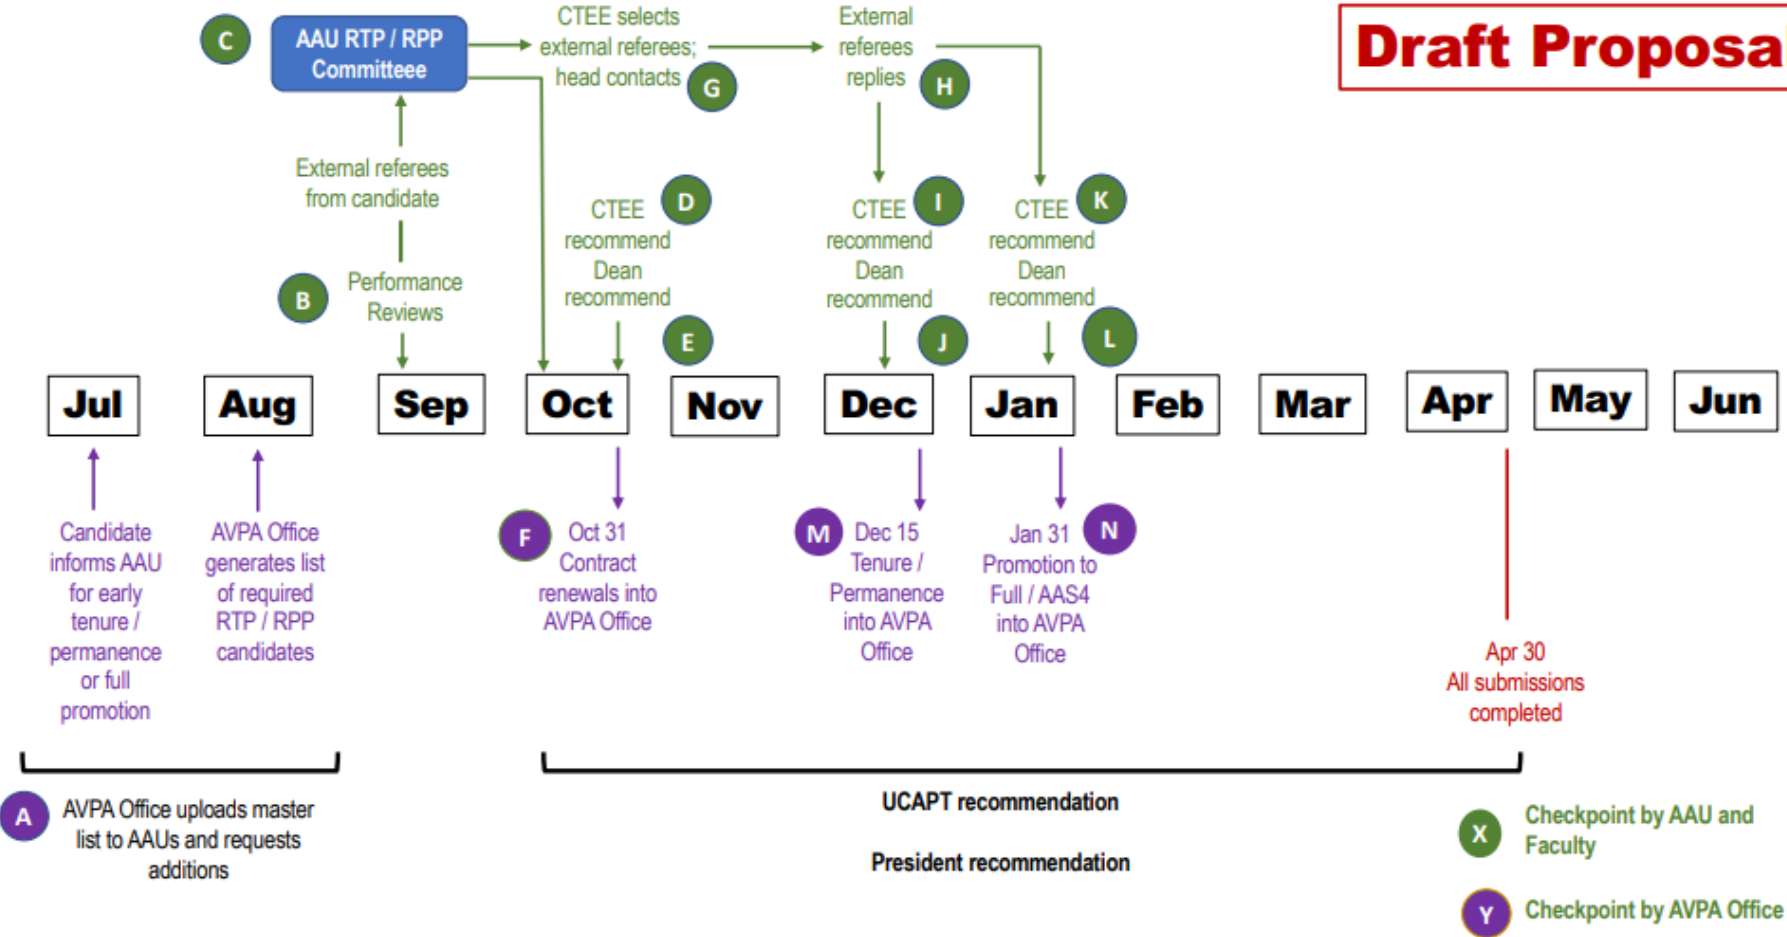 Draft Proposal
C
AAU RTP / RPP
Committeee
CTEE selects
external referees;
head contacts
G
External
referees
replies
H
External referees
from candidate
B
Performance
Reviews
CTEE
recommend
Dean
recommend
D
E
CTEE
recommend
Dean
recommend
I
J
CTEE
recommend
Dean
recommend
K
L
Jul
Aug
Sep
Oct
Nov
Dec
Jan
Feb
Mar
Apr
May
Jun
Candidate
informs AAU
for early
tenure /
permanence
or full
promotion
AVPA Office
generates list
of required
RTP / RPP
candidates
F
Oct 31
Contract
renewals into
AVPA Office
M
Dec 15
Tenure /
Permanence
into AVPA
Office
Jan 31
Promotion to
Full / AAS4
into AVPA
Office
N
Apr 30
All submissions
completed
A
AVPA Office uploads master
list to AAUs and requests
additions
UCAPT recommendation
President recommendation
X
Checkpoint by AAU and
Faculty
Y
Checkpoint by AVPA Office